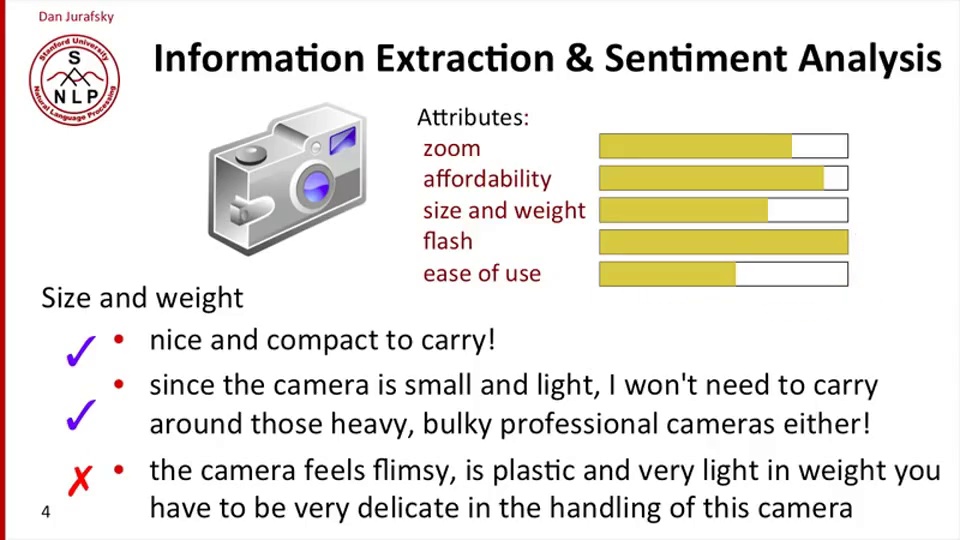 Dan Jurafsky
Stanford University
S
NLP
Natural Language Processing
Information Extraction & Sentiment Analysis
Attributes:
zoom
affordability
size and weight
flash
ease of use
Size and weight
✓ • nice and compact to carry!
✓ • since the camera is small and light, I won't need to carry
around those heavy, bulky professional cameras either!
✗ • the camera feels flimsy, is plastic and very light in weight you
have to be very delicate in the handling of this camera
4